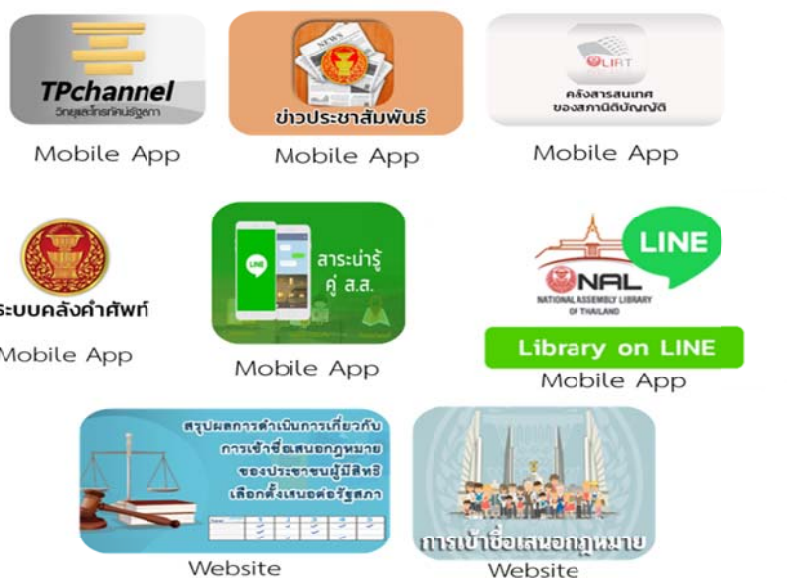 TPchannel
วิทยุและโทรทัศน์รัฐสภา
Mobile App
NEWS
ข่าวประชาสัมพันธ์
Mobile App
LIRT
คลังสารสนเทศ
ของสภานิติบัญญัติ
Mobile App
ระบบคลังคำศัพท์
Mobile App
LINE
สาระน่ารู้
คู่ ส.ส.
Mobile App
LINE
NAL
NATIONAL ASSEMBLY LIBRARY
OF THAILAND
Library on LINE
Mobile App
สรุปผลการดำเนินการเกี่ยวกับ
การเข้าชื่อเสนอกฎหมาย
ของประชาชนผู้มีสิทธิ
เลือกตั้งเสนอต่อรัฐสภา
Website
การเข้าชื่อเสนอกฎหมาย
Website